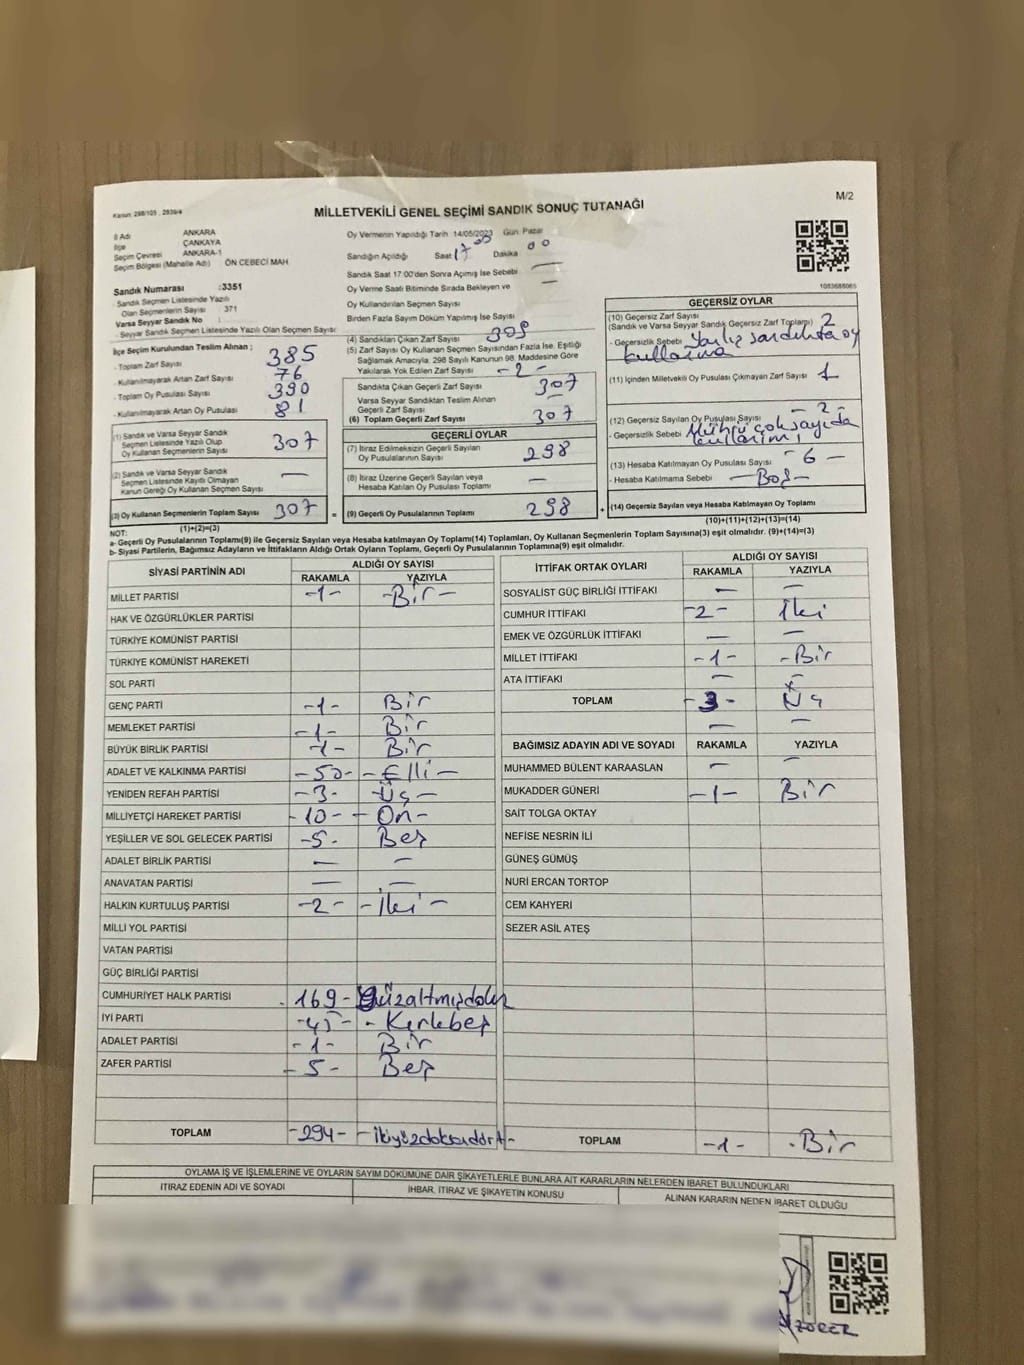 M/2
Kanun: 298/105 , 2839/4
MİLLETVEKİLİ GENEL SEÇİMİ SANDIK SONUÇ TUTANAĞI
İl Adı ANKARA
İlçe ÇANKAYA
Seçim Çevresi ANKARA-1
Seçim Bölgesi (Mahalle Adı) ÖN CEBECİ MAH
Sandık Numarası :3351
- Sandık Seçmen Listesinde Yazılı
Olan Seçmenlerin Sayısı : 371
Varsa Seyyar Sandık No :
- Seyyar Sandık Seçmen Listesinde Yazılı Olan Seçmen Sayısı
İlçe Seçim Kurulundan Teslim Alınan ;
- Toplam Zarf Sayısı 385
- Kullanılmayarak Artan Zarf Sayısı 76
- Toplam Oy Pusulası Sayısı 390
- Kullanılmayarak Artan Oy Pusulası 81
(1) Sandık ve Varsa Seyyar Sandık
Seçmen Listesinde Yazılı Olup
Oy Kullanan Seçmenlerin Sayısı 307
(2) Sandık ve Varsa Seyyar Sandık
Seçmen Listesinde Kayıtlı Olmayan
Kanun Gereği Oy Kullanan Seçmen Sayısı —
(3) Oy Kullanan Seçmenlerin Toplam Sayısı 307
(1)+(2)=(3)
Oy Vermenin Yapıldığı Tarih 14/05/2023 Gün: Pazar
Sandığın Açıldığı Saat 17 00 Dakika 00
Sandık Saat 17:00'den Sonra Açılmış İse Sebebi —
Oy Verme Saati Bitiminde Sırada Bekleyen ve —
Oy Kullandırılan Seçmen Sayısı
Birden Fazla Sayım Döküm Yapılmış İse Sayısı
(4) Sandıktan Çıkan Zarf Sayısı 309
(5) Zarf Sayısı Oy Kullanan Seçmen Sayısından Fazla İse, Eşitliği
Sağlamak Amacıyla, 298 Sayılı Kanunun 98. Maddesine Göre
Yakılarak Yok Edilen Zarf Sayısı - 2 -
Sandıkta Çıkan Geçerli Zarf Sayısı 307
Varsa Seyyar Sandıktan Teslim Alınan
Geçerli Zarf Sayısı
(6) Toplam Geçerli Zarf Sayısı 307
GEÇERLİ OYLAR
(7) İtiraz Edilmeksizin Geçerli Sayılan
Oy Pusulalarının Sayısı 298
(8) İtiraz Üzerine Geçerli Sayılan veya
Hesaba Katılan Oy Pusulası Toplamı —
= (9) Geçerli Oy Pusulalarının Toplamı 298 +
1083688065
GEÇERSİZ OYLAR
(10) Geçersiz Zarf Sayısı
(Sandık ve Varsa Seyyar Sandık Geçersiz Zarf Toplamı) 2
- Geçersizlik Sebebi sandıkta oy
kullanma
(11) İçinden Milletvekili Oy Pusulası Çıkmayan Zarf Sayısı 1
(12) Geçersiz Sayılan Oy Pusulası Sayısı - 2 -
- Geçersizlik Sebebi Mührü çok sayıda
kullanım
(13) Hesaba Katılmayan Oy Pusulası Sayısı - 6 -
- Hesaba Katılmama Sebebi - Boş -
(14) Geçersiz Sayılan veya Hesaba Katılmayan Oy Toplamı
(10)+(11)+(12)+(13)=(14)
NOT:
a- Geçerli Oy Pusulalarının Toplamı(9) ile Geçersiz Sayılan veya Hesaba katılmayan Oy Toplamı(14) Toplamları, Oy Kullanan Seçmenlerin Toplam Sayısına(3) eşit olmalıdır. (9)+(14)=(3)
b- Siyasi Partilerin, Bağımsız Adayların ve İttifakların Aldığı Ortak Oyların Toplamı, Geçerli Oy Pusulalarının Toplamına(9) eşit olmalıdır.
SİYASİ PARTİNİN ADI ALDIĞI OY SAYISI
RAKAMLA YAZIYLA
MİLLET PARTİSİ -1- -Bir-
HAK VE ÖZGÜRLÜKLER PARTİSİ
TÜRKİYE KOMÜNİST PARTİSİ
TÜRKİYE KOMÜNİST HAREKETİ
SOL PARTİ
GENÇ PARTİ -1- Bir
MEMLEKET PARTİSİ -1- Bir
BÜYÜK BİRLİK PARTİSİ -1- Bir
ADALET VE KALKINMA PARTİSİ -50- -Elli-
YENİDEN REFAH PARTİSİ -3- -Üç-
MİLLİYETÇİ HAREKET PARTİSİ -10- -On-
YEŞİLLER VE SOL GELECEK PARTİSİ -5- Beş
ADALET BİRLİK PARTİSİ — —
ANAVATAN PARTİSİ — —
HALKIN KURTULUŞ PARTİSİ -2- -İki-
MİLLİ YOL PARTİSİ
VATAN PARTİSİ
GÜÇ BİRLİĞİ PARTİSİ
CUMHURİYET HALK PARTİSİ -169- yüzaltmışdokuz
İYİ PARTİ -45- -Kırkbeş
ADALET PARTİSİ -1- Bir
ZAFER PARTİSİ -5- Beş
TOPLAM -294- -ikiyüzdoksandört-
İTTİFAK ORTAK OYLARI ALDIĞI OY SAYISI
RAKAMLA YAZIYLA
SOSYALİST GÜÇ BİRLİĞİ İTTİFAKI — —
CUMHUR İTTİFAKI -2- İki
EMEK VE ÖZGÜRLÜK İTTİFAKI — —
MİLLET İTTİFAKI -1- -Bir
ATA İTTİFAKI — —
TOPLAM -3- Üç
— —
BAĞIMSIZ ADAYIN ADI VE SOYADI RAKAMLA YAZIYLA
MUHAMMED BÜLENT KARAASLAN — —
MUKADDER GÜNERİ -1- Bir
SAİT TOLGA OKTAY
NEFİSE NESRİN İLİ
GÜNEŞ GÜMÜŞ
NURİ ERCAN TORTOP
CEM KAHYERİ
SEZER ASİL ATEŞ
TOPLAM -1- -Bir
OYLAMA İŞ VE İŞLEMLERİNE VE OYLARIN SAYIM DÖKÜMÜNE DAİR ŞİKAYETLERLE BUNLARA AİT KARARLARIN NELERDEN İBARET BULUNDUKLARI
İTİRAZ EDENİN ADI VE SOYADI İHBAR, İTİRAZ VE ŞİKAYETİN KONUSU ALINAN KARARIN NEDEN İBARET OLDUĞU